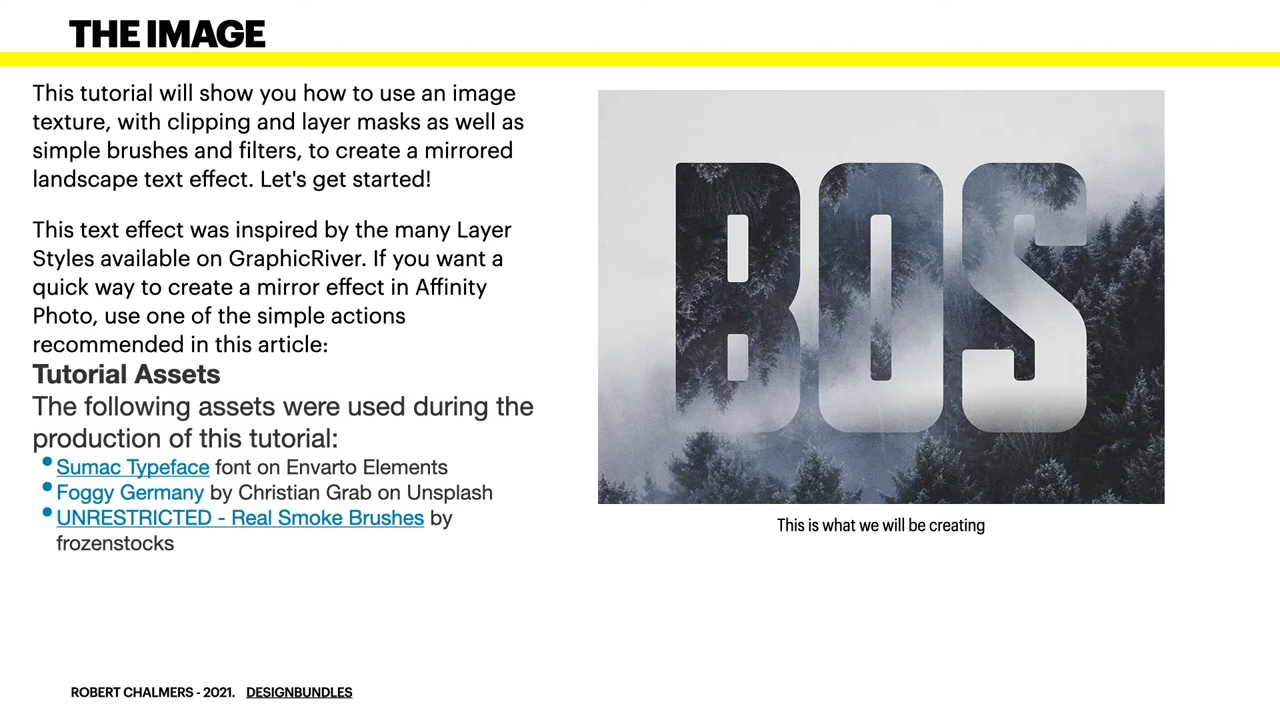 THE IMAGE
This tutorial will show you how to use an image
texture, with clipping and layer masks as well as
simple brushes and filters, to create a mirrored
landscape text effect. Let's get started!
This text effect was inspired by the many Layer
Styles available on GraphicRiver. If you want a
quick way to create a mirror effect in Affinity
Photo, use one of the simple actions
recommended in this article:
Tutorial Assets
The following assets were used during the
production of this tutorial:
• Sumac Typeface font on Envarto Elements
• Foggy Germany by Christian Grab on Unsplash
• UNRESTRICTED - Real Smoke Brushes by
frozenstocks
BOS
This is what we will be creating
ROBERT CHALMERS - 2021. DESIGNBUNDLES